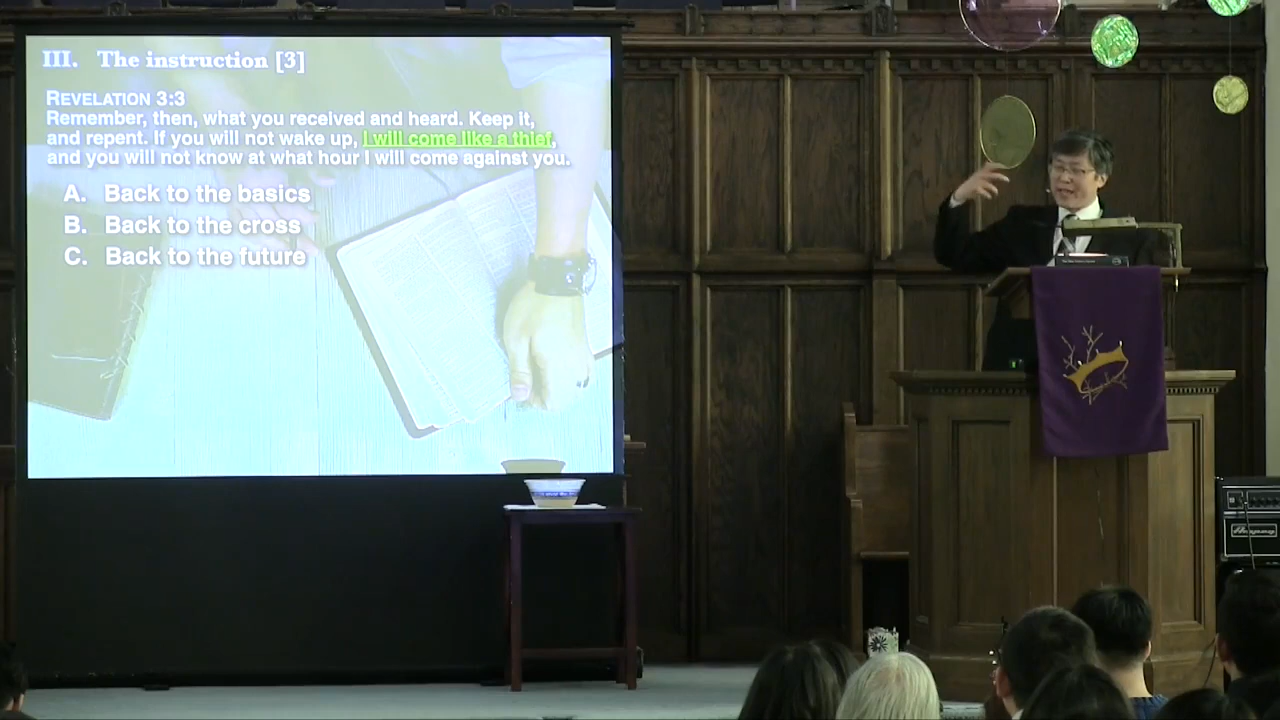 III. The instruction [3]
REVELATION 3:3
Remember, then, what you received and heard. Keep it,
and repent. If you will not wake up, I will come like a thief,
and you will not know at what hour I will come against you.
A. Back to the basics
B. Back to the cross
C. Back to the future
Ampeg